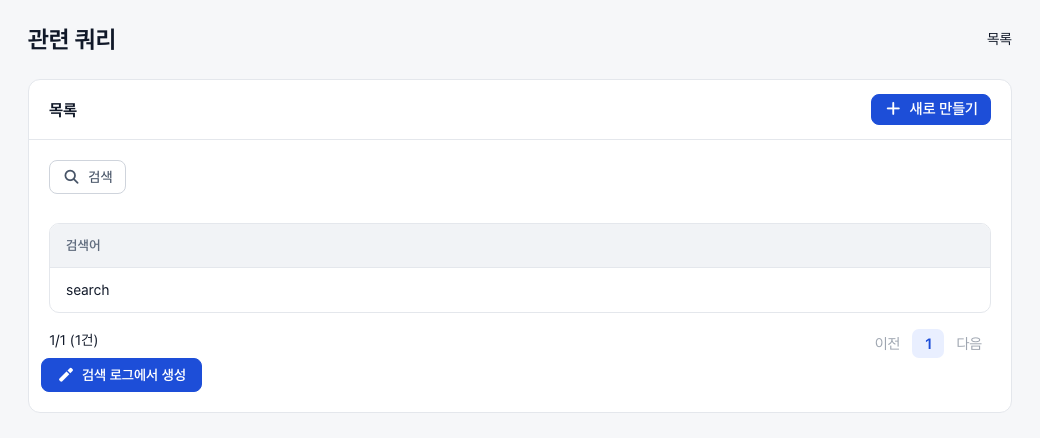 관련 쿼리
목록
목록
새로 만들기
검색
검색어
search
1/1 (1건)
이전 1 다음
검색 로그에서 생성